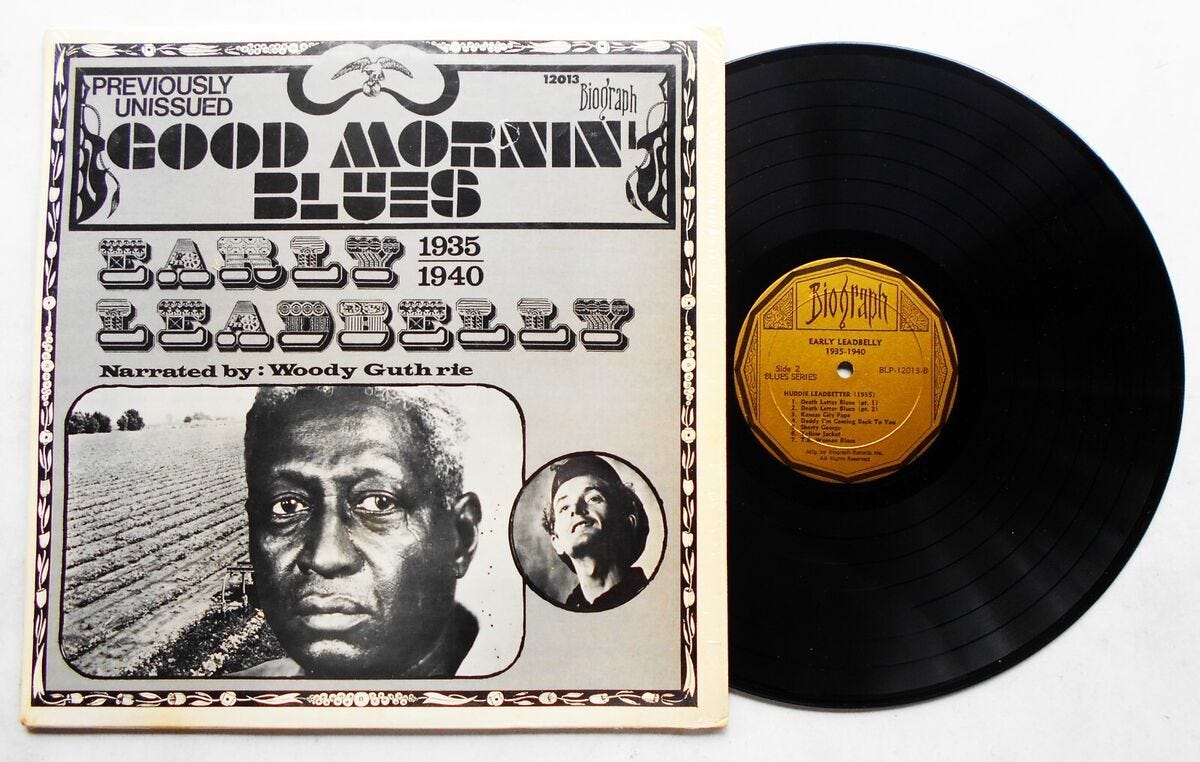 PREVIOUSLY
UNISSUED
12013
Biograph
GOOD MORNIN'
BLUES
EARLY 1935
1940
LEADBELLY
Narrated by: Woody Guthrie
Biograph
EARLY LEADBELLY
1935-1940
Side 2
BLUES SERIES
BLP-12013-B
HUDDIE LEADBETTER (1935)
1. Death Letter Blues (pt. 1)
2. Death Letter Blues (pt. 2)
3. Kansas City Papa
4. Daddy I'm Coming Back To You
5. Shorty George
6. Yellow Jacket
7. T.B. Woman Blues
Mfg. by Biograph Records Inc.
All Rights Reserved